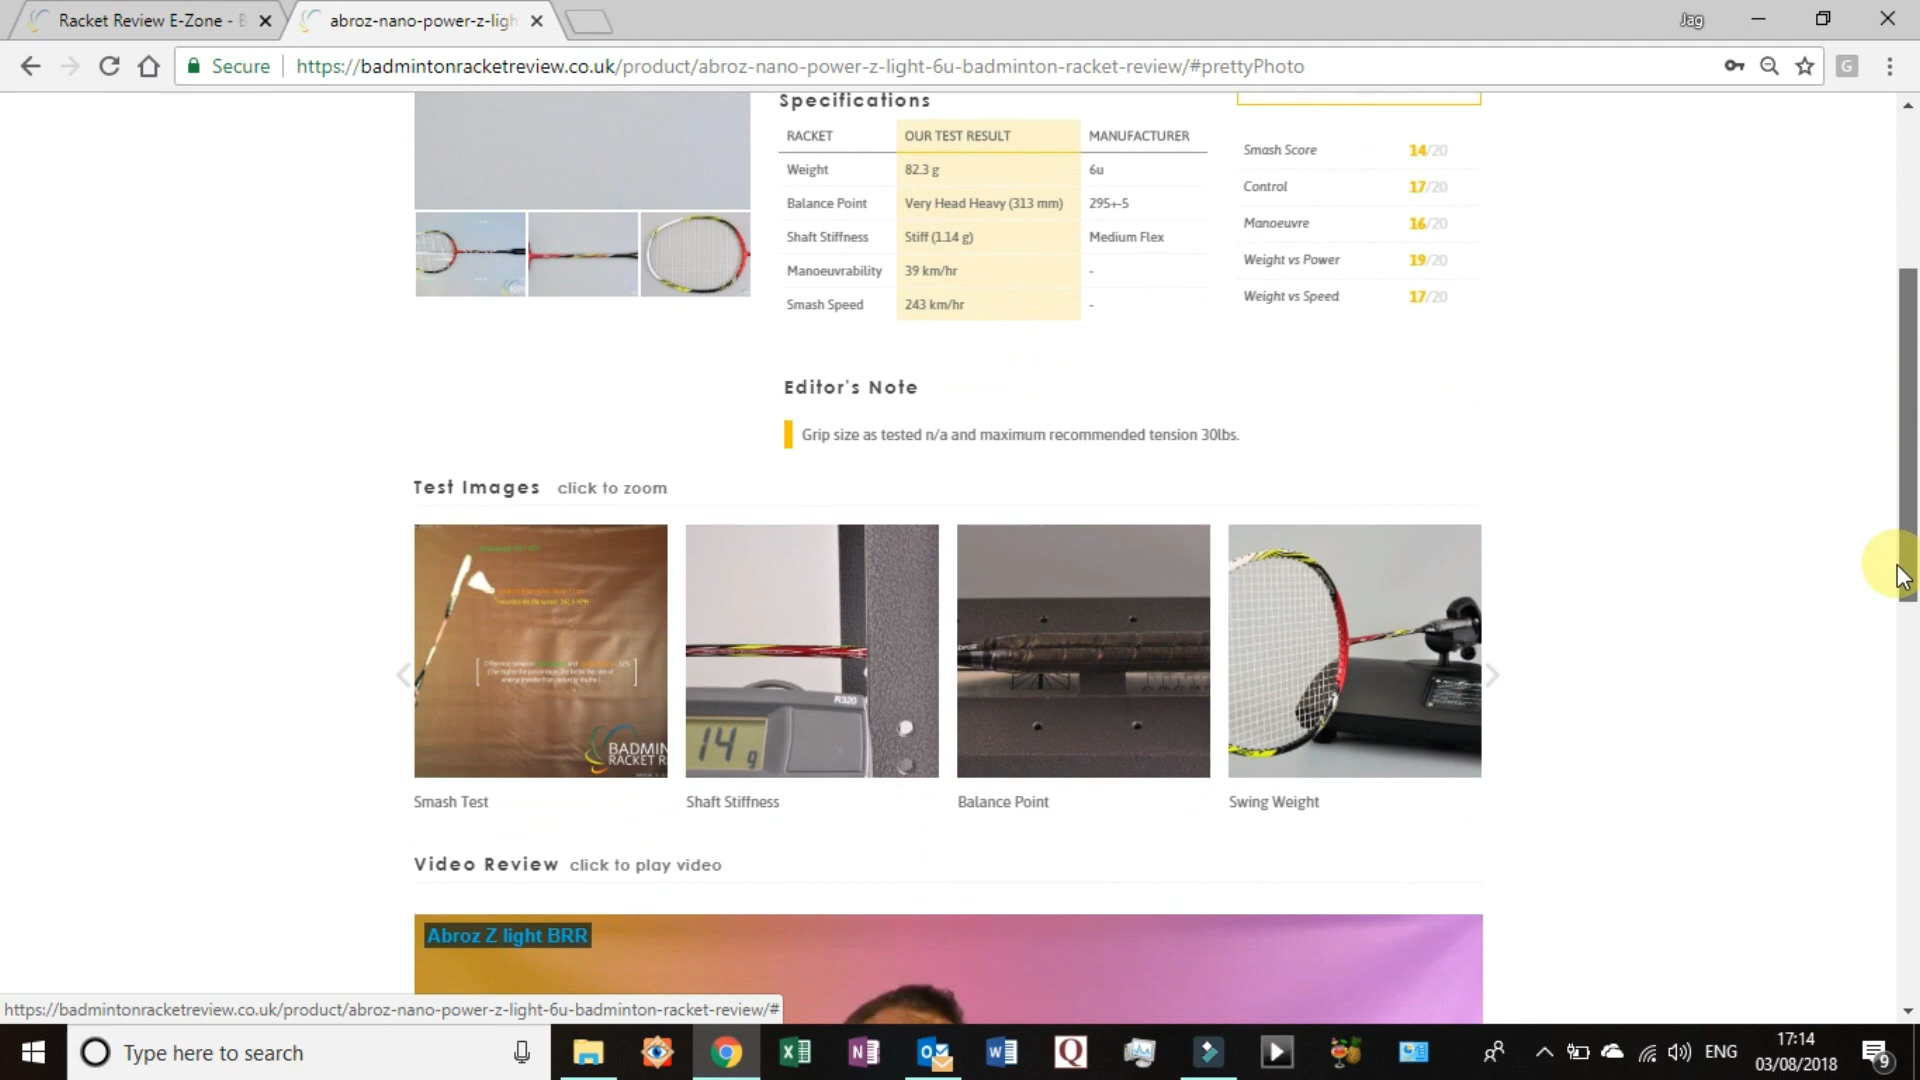 Racket Review E-Zone -
abroz-nano-power-z-ligh
Jag
Secure
https://badmintonracketreview.co.uk/product/abroz-nano-power-z-light-6u-badminton-racket-review/#prettyPhoto
G
Specifications
RACKET OUR TEST RESULT MANUFACTURER
Weight 82.3 g 6u
Balance Point Very Head Heavy (313 mm) 295+-5
Shaft Stiffness Stiff (1.14 g) Medium Flex
Manoeuvrability 39 km/hr -
Smash Speed 243 km/hr -
Smash Score 14/20
Control 17/20
Manoeuvre 16/20
Weight vs Power 19/20
Weight vs Speed 17/20
Editor's Note
Grip size as tested n/a and maximum recommended tension 30lbs.
Test Images click to zoom
BADMIN
RACKET R
R320
14 g
Smash Test
Shaft Stiffness
Balance Point
Swing Weight
Video Review click to play video
Abroz Z light BRR
https://badmintonracketreview.co.uk/product/abroz-nano-power-z-light-6u-badminton-racket-review/#
Type here to search
ENG
17:14
03/08/2018
9